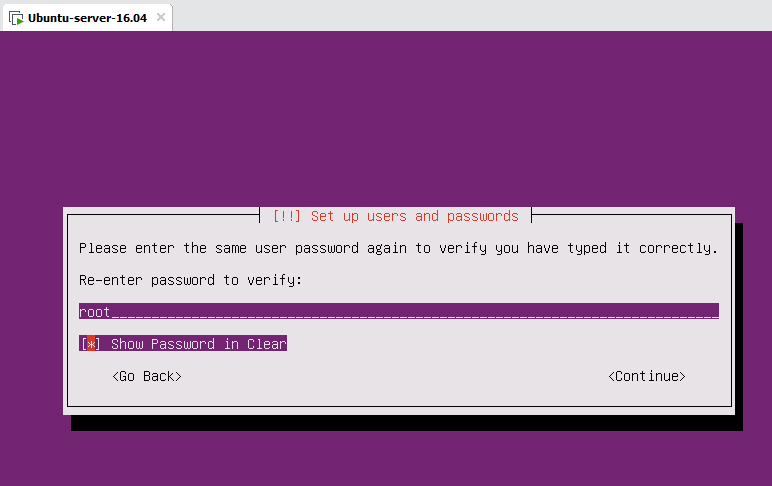 Ubuntu-server-16.04
[!!] Set up users and passwords
Please enter the same user password again to verify you have typed it correctly.
Re-enter password to verify:
root
[*] Show Password in Clear
<Go Back> <Continue>